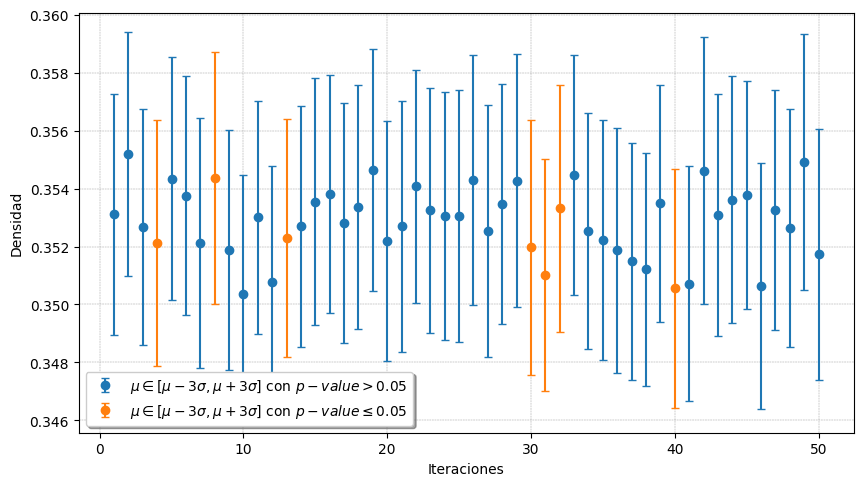 0.360
0.358
0.356
0.354
0.352
0.350
0.348
0.346
Densidad
μ ∈ [μ − 3σ, μ + 3σ] con p − value > 0.05
μ ∈ [μ − 3σ, μ + 3σ] con p − value ≤ 0.05
0 10 20 30 40 50
Iteraciones